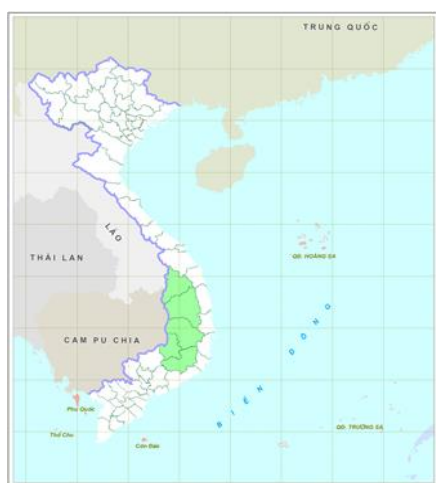 TRUNG QUỐC
LÀO
QĐ. HOÀNG SA
THÁI LAN
CAM PU CHIA
BIỂN ĐÔNG
Phú Quốc
Thổ Chu
Côn Đảo
QĐ. TRƯỜNG SA